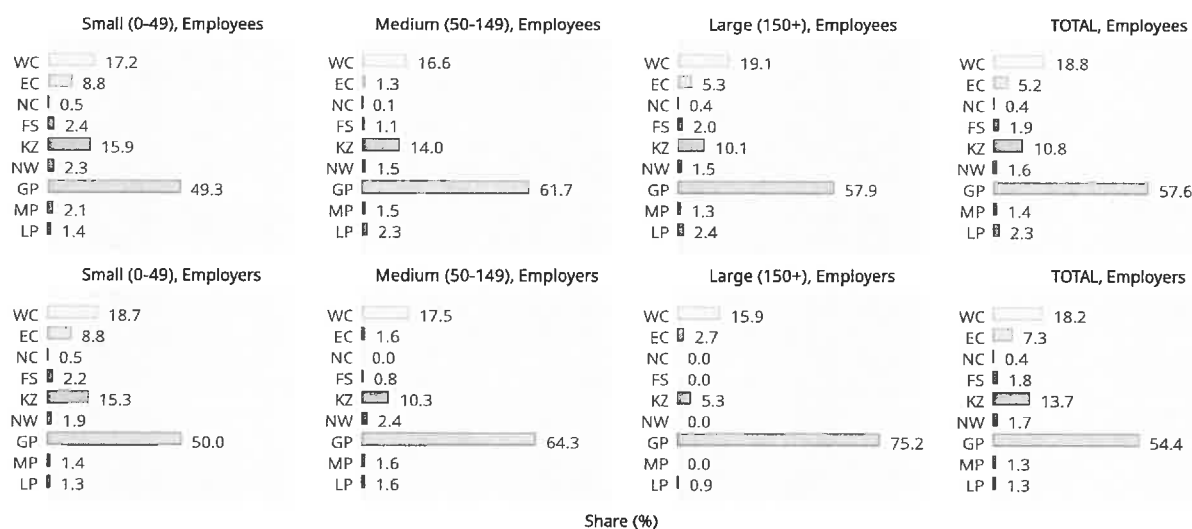 Small (0-49), Employees
WC 17.2
EC 8.8
NC 0.5
FS 2.4
KZ 15.9
NW 2.3
GP 49.3
MP 2.1
LP 1.4
Medium (50-149), Employees
WC 16.6
EC 1.3
NC 0.1
FS 1.1
KZ 14.0
NW 1.5
GP 61.7
MP 1.5
LP 2.3
Large (150+), Employees
WC 19.1
EC 5.3
NC 0.4
FS 2.0
KZ 10.1
NW 1.5
GP 57.9
MP 1.3
LP 2.4
TOTAL, Employees
WC 18.8
EC 5.2
NC 0.4
FS 1.9
KZ 10.8
NW 1.6
GP 57.6
MP 1.4
LP 2.3
Small (0-49), Employers
WC 18.7
EC 8.8
NC 0.5
FS 2.2
KZ 15.3
NW 1.9
GP 50.0
MP 1.4
LP 1.3
Medium (50-149), Employers
WC 17.5
EC 1.6
NC 0.0
FS 0.8
KZ 10.3
NW 2.4
GP 64.3
MP 1.6
LP 1.6
Large (150+), Employers
WC 15.9
EC 2.7
NC 0.0
FS 0.0
KZ 5.3
NW 0.0
GP 75.2
MP 0.0
LP 0.9
TOTAL, Employers
WC 18.2
EC 7.3
NC 0.4
FS 1.8
KZ 13.7
NW 1.7
GP 54.4
MP 1.3
LP 1.3
Share (%)